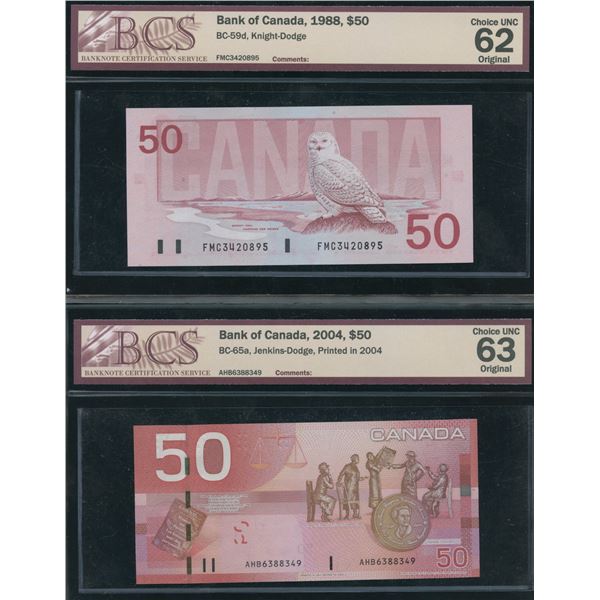 BCS
BANKNOTE CERTIFICATION SERVICE
Bank of Canada, 1988, $50
BC-59d, Knight-Dodge
FMC3420895 Comments:
Choice UNC
62
Original
50
CANADA
FMC3420895 FMC3420895
50
BCS
BANKNOTE CERTIFICATION SERVICE
Bank of Canada, 2004, $50
BC-65a, Jenkins-Dodge, Printed in 2004
AHB6388349 Comments:
Choice UNC
63
Original
50
CANADA
AHB6388349 AHB6388349
50